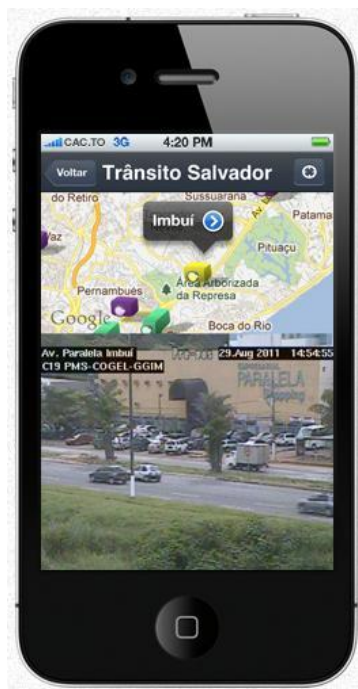 CAC.TO 3G 4:20 PM
Voltar Trânsito Salvador
do Retiro
Sussuarana
Imbuí
Patama
Vaz
Pituaçu
Pernambués
Área Arborizada
da Represa
Google
Boca do Rio
Av. Paralela Imbuí 29.Aug 2011 14:54:55
C19 PMS-COGEL-GGIM
PARALELA
Shopping